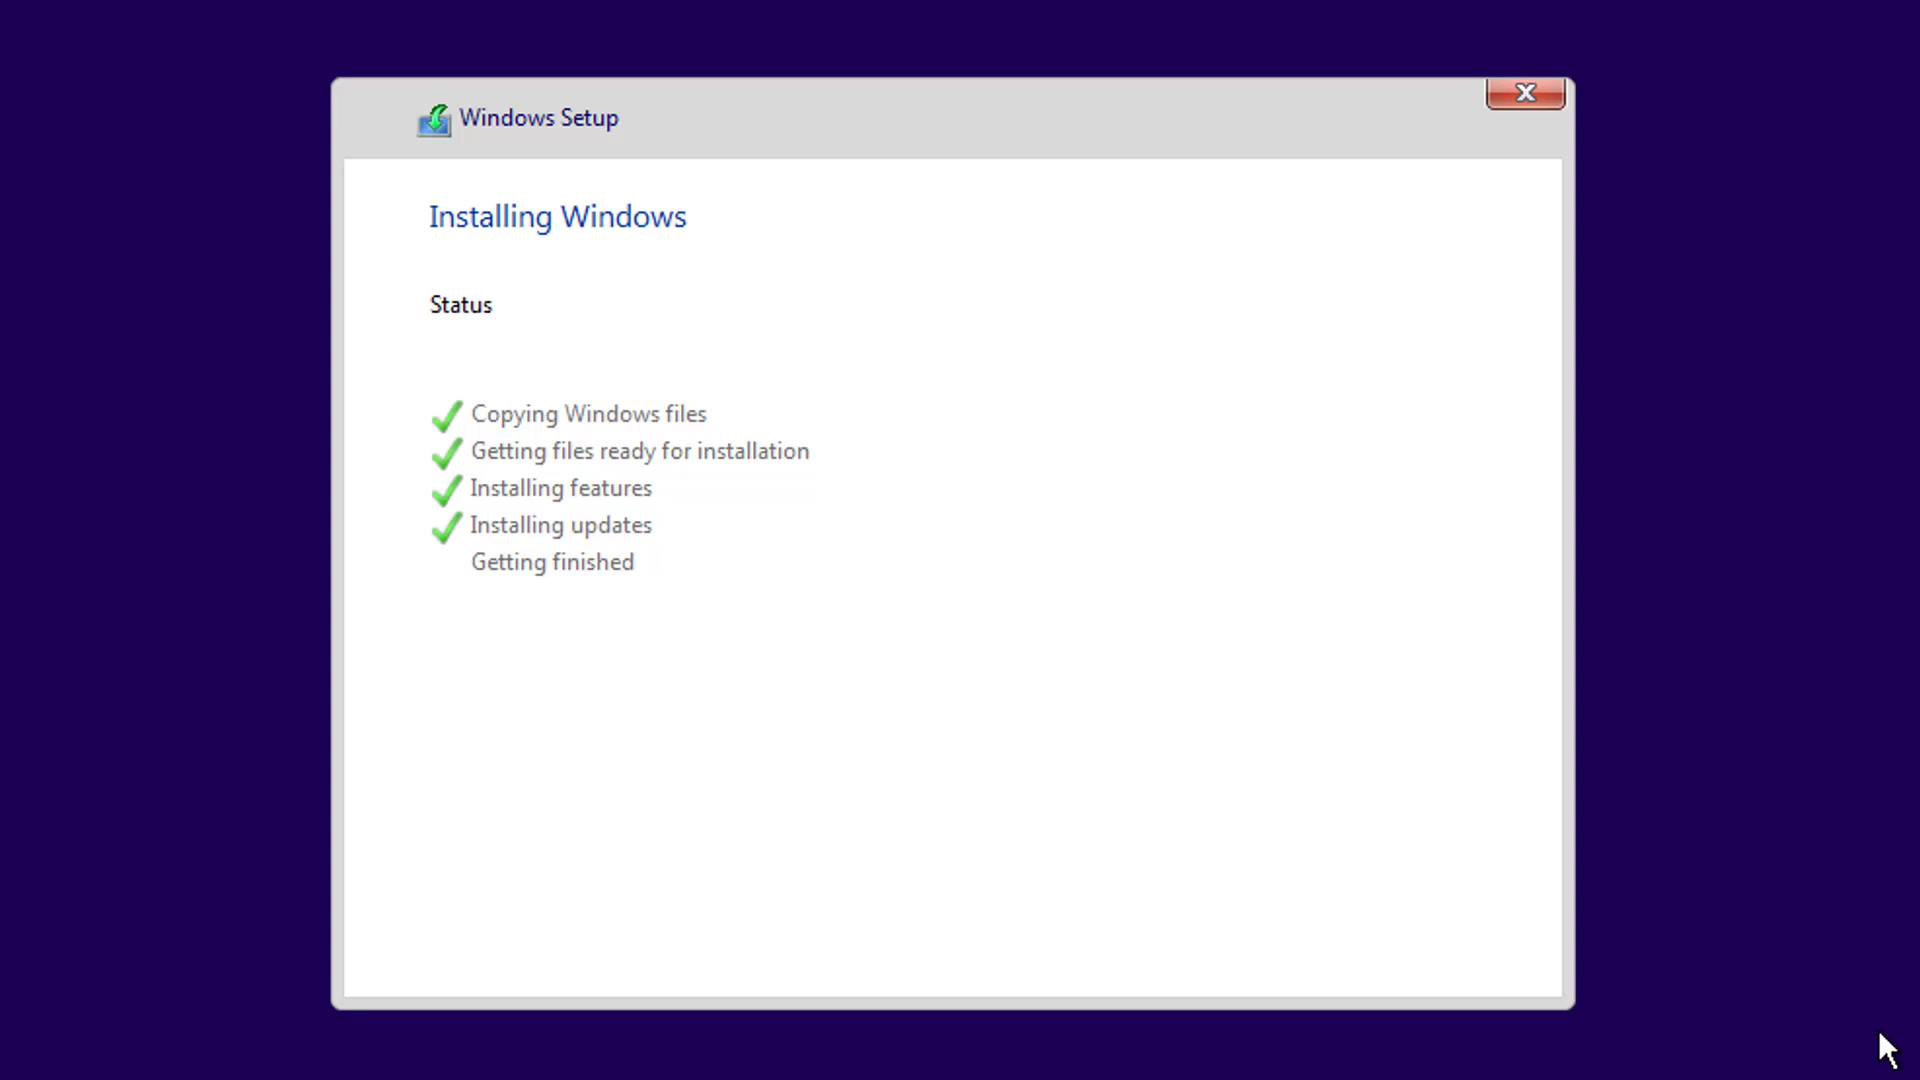 Windows Setup
Installing Windows
Status
Copying Windows files
Getting files ready for installation
Installing features
Installing updates
Getting finished